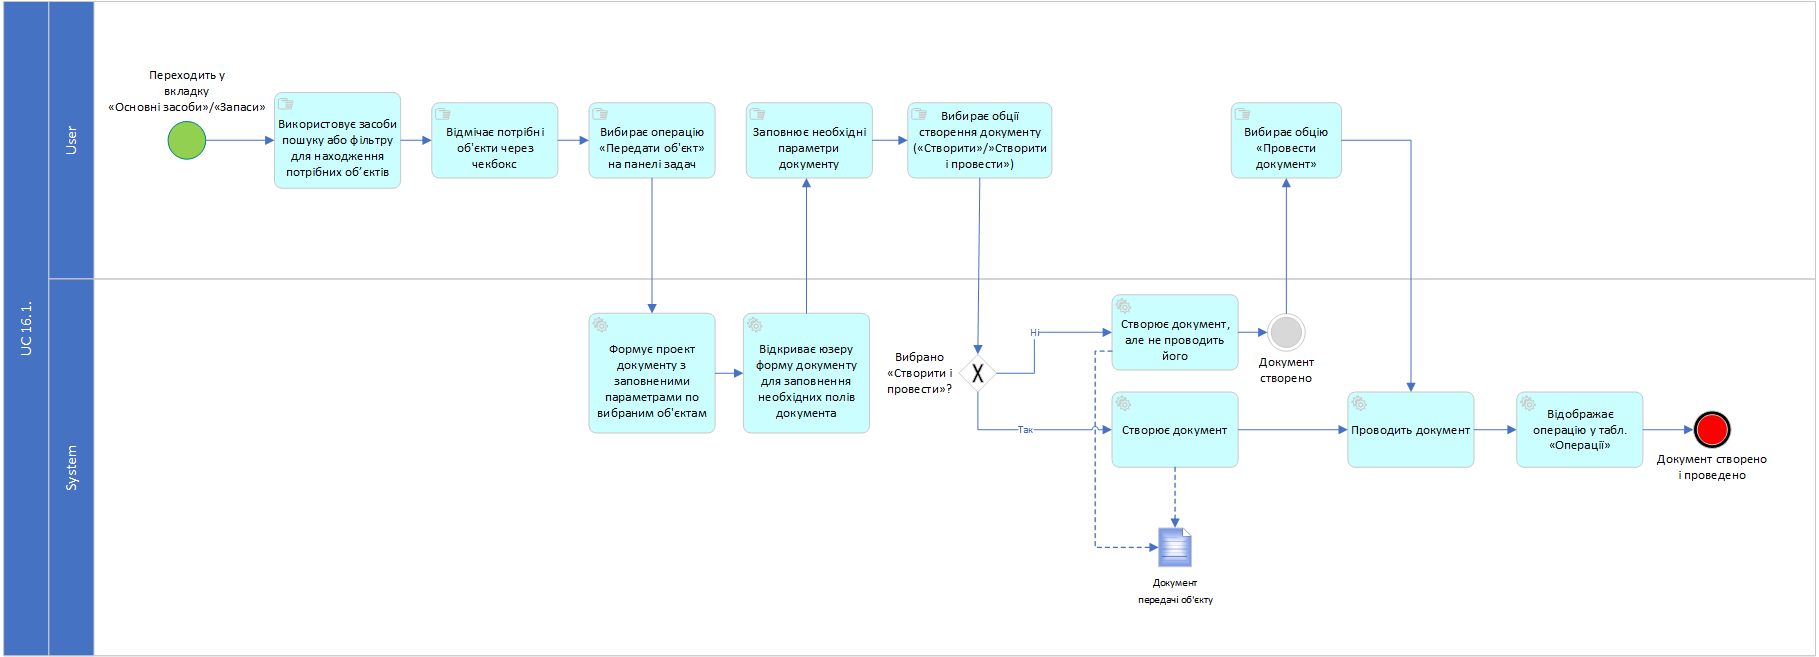 UC 16.1.
User
Переходить у
вкладку
«Основні засоби»/«Запаси»
Використовує засоби
пошуку або фільтру
для находження
потрібних об’єктів
Відмічає потрібні
об'єкти через
чекбокс
Вибирає операцію
«Передати об'єкт»
на панелі задач
Заповнює необхідні
параметри
документу
Вибирає обції
створення документу
(«Створити»/»Створити
і провести»)
Вибирає обцію
«Провести
документ»
System
Формує проект
документу з
заповненими
параметрами по
вибраним об'єктам
Відкриває юзеру
форму документу
для заповнення
необхідних полів
документа
Вибрано
«Створити і
провести»?
X
Ні
Так
Створює документ,
але не проводить
його
Документ
створено
Створює документ
Проводить документ
Відображає
операцію у табл.
«Операції»
Документ створено
і проведено
Документ
передачі об'єкту